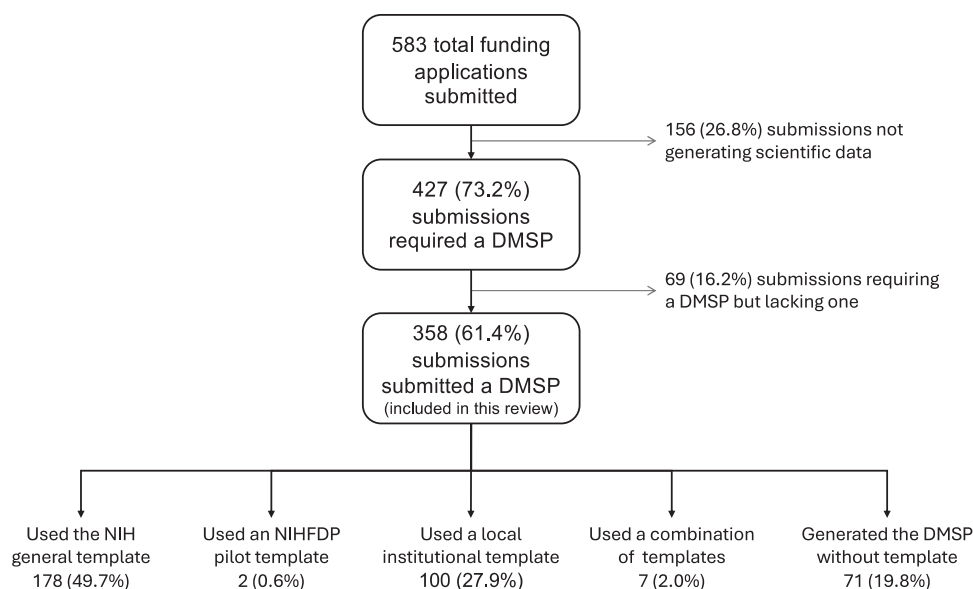 583 total funding
applications
submitted
156 (26.8%) submissions not
generating scientific data
427 (73.2%)
submissions
required a DMSP
69 (16.2%) submissions requiring
a DMSP but lacking one
358 (61.4%)
submissions
submitted a DMSP
(included in this review)
Used the NIH
general template
178 (49.7%)
Used an NIHFDP
pilot template
2 (0.6%)
Used a local
institutional template
100 (27.9%)
Used a combination
of templates
7 (2.0%)
Generated the DMSP
without template
71 (19.8%)